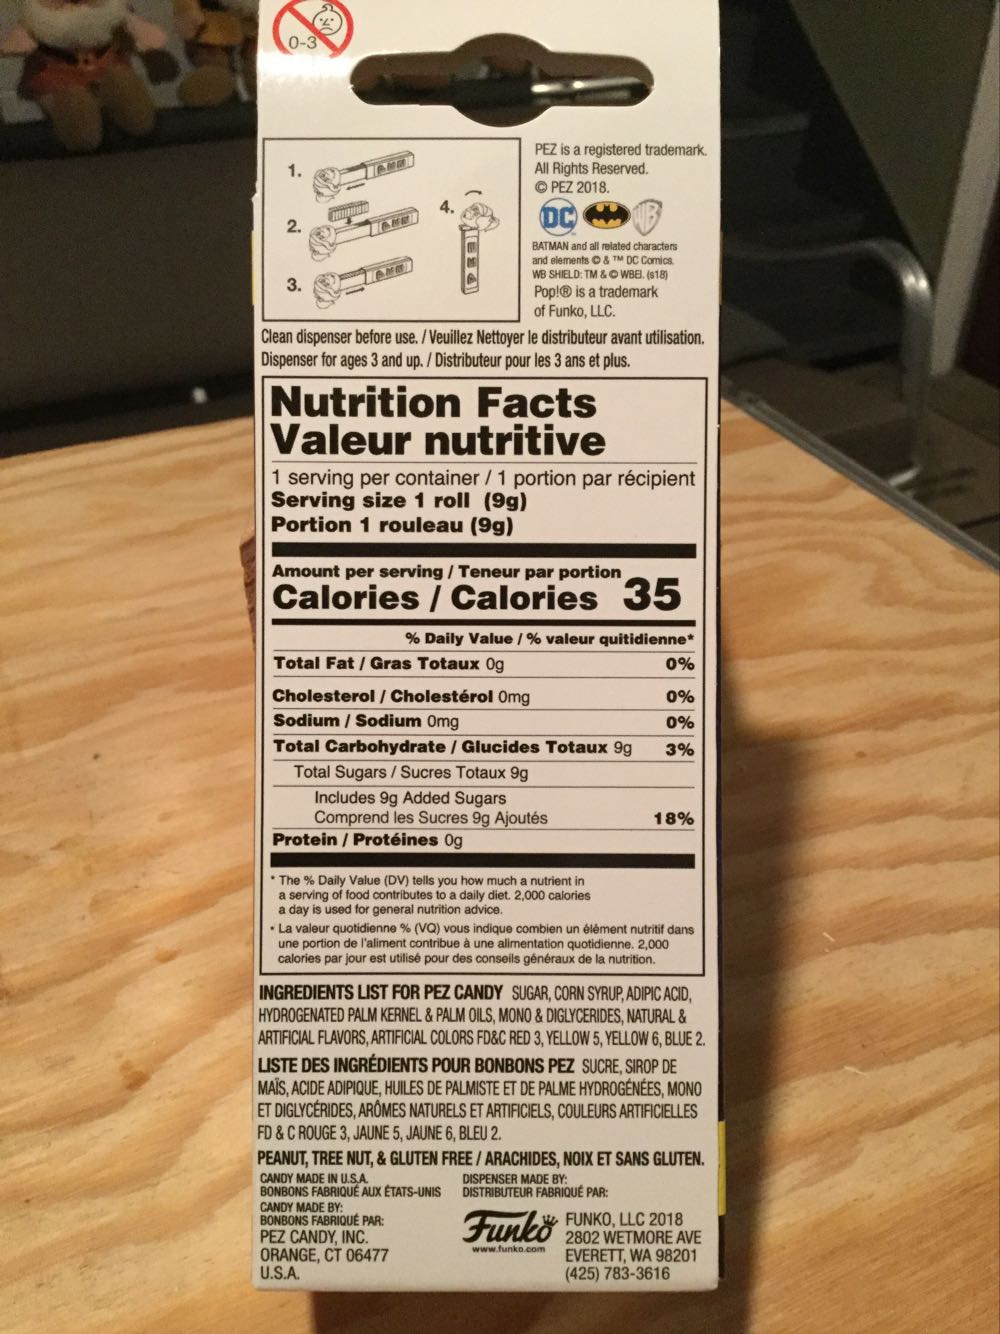 0-3
1.
2.
3.
4.
PEZ is a registered trademark.
All Rights Reserved.
© PEZ 2018.
DC
WB
BATMAN and all related characters
and elements © & ™ DC Comics.
WB SHIELD: TM & © WBEI. (s18)
Pop!® is a trademark
of Funko, LLC.
Clean dispenser before use. / Veuillez Nettoyer le distributeur avant utilisation.
Dispenser for ages 3 and up. / Distributeur pour les 3 ans et plus.
Nutrition Facts
Valeur nutritive
1 serving per container / 1 portion par récipient
Serving size 1 roll (9g)
Portion 1 rouleau (9g)
Amount per serving / Teneur par portion
Calories / Calories 35
% Daily Value / % valeur quitidienne*
Total Fat / Gras Totaux 0g 0%
Cholesterol / Cholestérol 0mg 0%
Sodium / Sodium 0mg 0%
Total Carbohydrate / Glucides Totaux 9g 3%
Total Sugars / Sucres Totaux 9g
Includes 9g Added Sugars
Comprend les Sucres 9g Ajoutés 18%
Protein / Protéines 0g
* The % Daily Value (DV) tells you how much a nutrient in
a serving of food contributes to a daily diet. 2,000 calories
a day is used for general nutrition advice.
* La valeur quotidienne % (VQ) vous indique combien un élément nutritif dans
une portion de l'aliment contribue à une alimentation quotidienne. 2,000
calories par jour est utilisé pour des conseils généraux de la nutrition.
INGREDIENTS LIST FOR PEZ CANDY SUGAR, CORN SYRUP, ADIPIC ACID,
HYDROGENATED PALM KERNEL & PALM OILS, MONO & DIGLYCERIDES, NATURAL &
ARTIFICIAL FLAVORS, ARTIFICIAL COLORS FD&C RED 3, YELLOW 5, YELLOW 6, BLUE 2.
LISTE DES INGRÉDIENTS POUR BONBONS PEZ SUCRE, SIROP DE
MAÏS, ACIDE ADIPIQUE, HUILES DE PALMISTE ET DE PALME HYDROGÉNÉES, MONO
ET DIGLYCÉRIDES, ARÔMES NATURELS ET ARTIFICIELS, COULEURS ARTIFICIELLES
FD & C ROUGE 3, JAUNE 5, JAUNE 6, BLEU 2.
PEANUT, TREE NUT, & GLUTEN FREE / ARACHIDES, NOIX ET SANS GLUTEN.
CANDY MADE IN U.S.A.
BONBONS FABRIQUÉ AUX ÉTATS-UNIS
CANDY MADE BY:
BONBONS FABRIQUÉ PAR:
PEZ CANDY, INC.
ORANGE, CT 06477
U.S.A.
DISPENSER MADE BY:
DISTRIBUTEUR FABRIQUÉ PAR:
Funko
www.funko.com
FUNKO, LLC 2018
2802 WETMORE AVE
EVERETT, WA 98201
(425) 783-3616